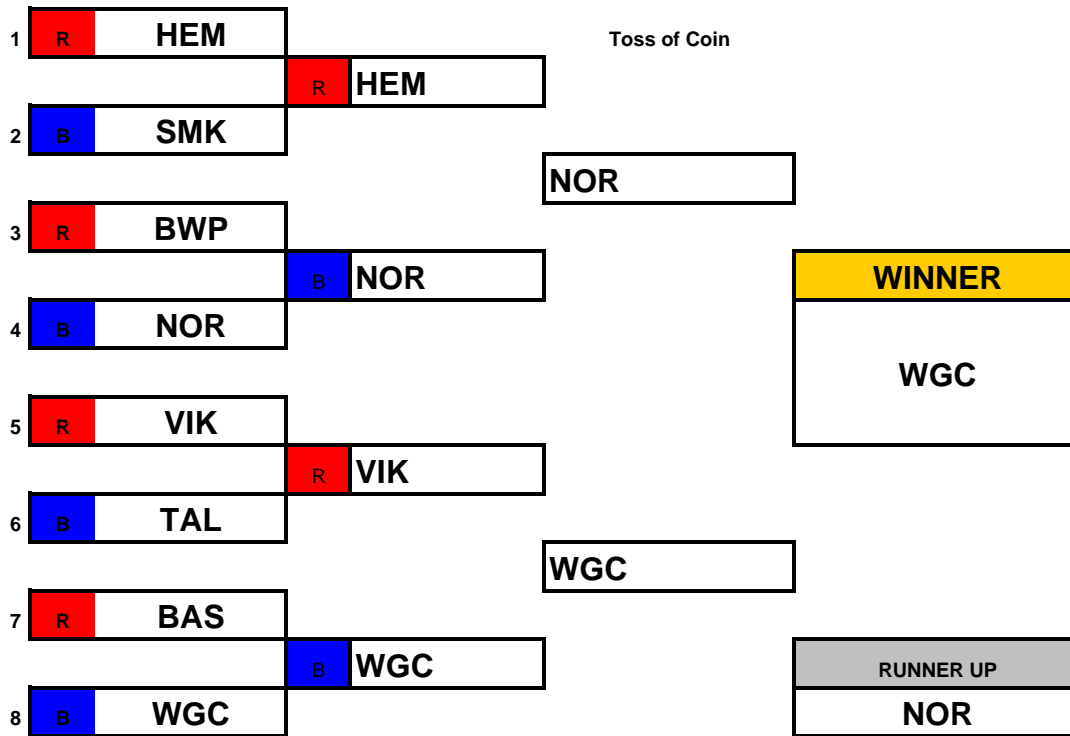 1 R HEM Toss of Coin
R HEM
2 B SMK
NOR
3 R BWP
B NOR WINNER
4 B NOR
WGC
5 R VIK
R VIK
6 B TAL
WGC
7 R BAS
B WGC RUNNER UP
8 B WGC NOR